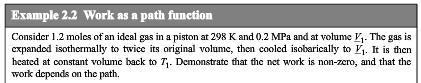 Example 2.2 Work as a path function
Consider 1.2 moles of an ideal gas in a piston at 298 K and 0.2 MPa and at volume V̲₁. The gas is
expanded isothermally to twice its original volume, then cooled isobarically to V̲₁. It is then
heated at constant volume back to T₁. Demonstrate that the net work is non-zero, and that the
work depends on the path.